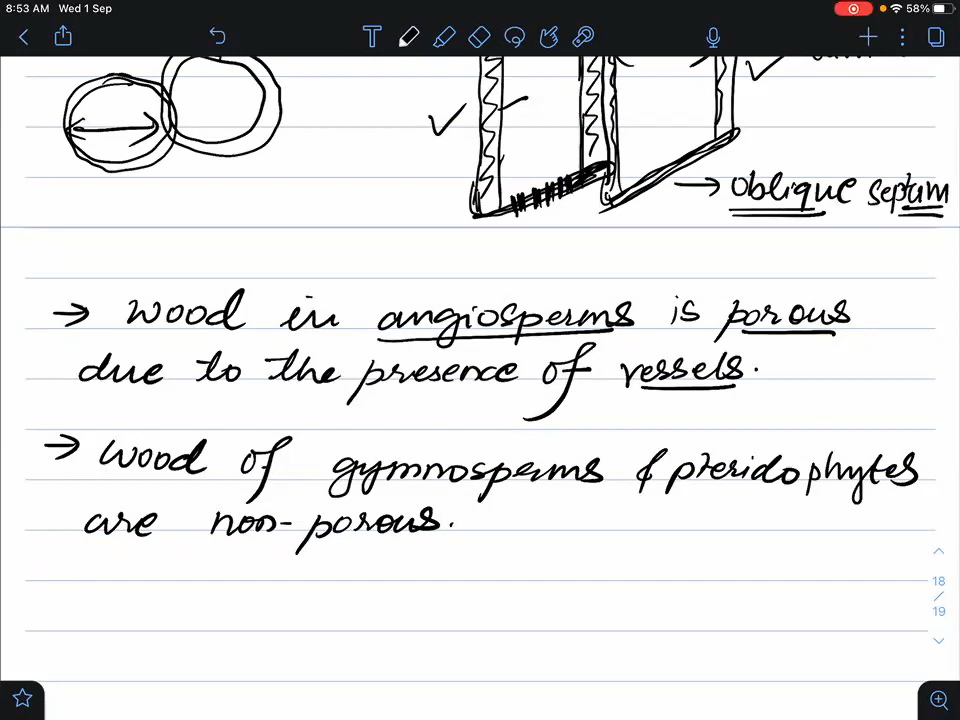 8:53 AM Wed 1 Sep 58%
→ oblique septum
→ wood in angiosperms is porous
due to the presence of vessels.
→ wood of gymnosperms & pteridophytes
are non-porous.
18
/
19